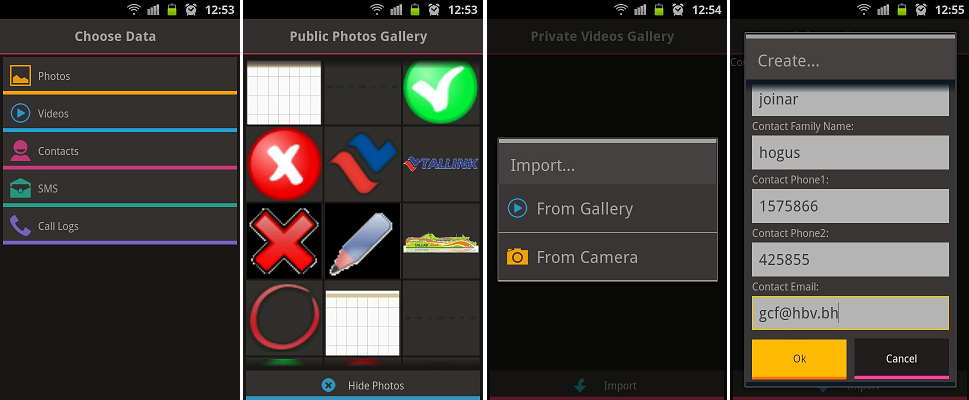 12:53
Choose Data
Photos
Videos
Contacts
SMS
Call Logs
12:53
Public Photos Gallery
TALLINK
Hide Photos
12:54
Private Videos Gallery
Import...
From Gallery
From Camera
Import
12:55
Create...
joinar
Contact Family Name:
hogus
Contact Phone1:
1575866
Contact Phone2:
425855
Contact Email:
gcf@hbv.bh
Ok
Cancel
Import